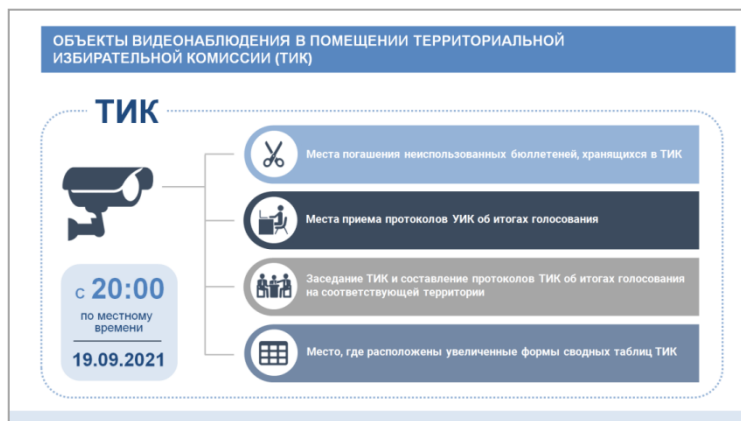 ОБЪЕКТЫ ВИДЕОНАБЛЮДЕНИЯ В ПОМЕЩЕНИИ ТЕРРИТОРИАЛЬНОЙ
ИЗБИРАТЕЛЬНОЙ КОМИССИИ (ТИК)
ТИК
Места погашения неиспользованных бюллетеней, хранящихся в ТИК
Места приема протоколов УИК об итогах голосования
Заседание ТИК и составление протоколов ТИК об итогах голосования
на соответствующей территории
Место, где расположены увеличенные формы сводных таблиц ТИК
с 20:00
по местному
времени
19.09.2021